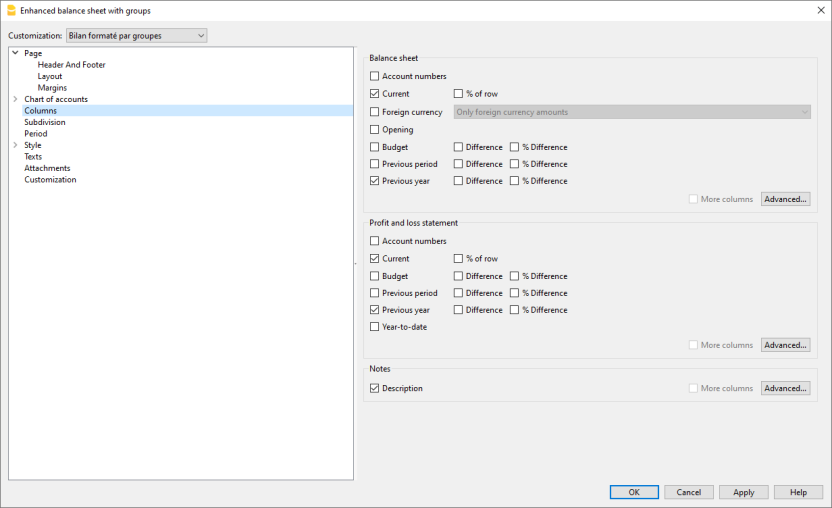 Enhanced balance sheet with groups
Customization: Bilan formaté par groupes
Page
Header And Footer
Layout
Margins
Chart of accounts
Columns
Subdivision
Period
Style
Texts
Attachments
Customization
Balance sheet
Account numbers
Current % of row
Foreign currency Only foreign currency amounts
Opening
Budget Difference % Difference
Previous period Difference % Difference
Previous year Difference % Difference
More columns Advanced...
Profit and loss statement
Account numbers
Current % of row
Budget Difference % Difference
Previous period Difference % Difference
Previous year Difference % Difference
Year-to-date
More columns Advanced...
Notes
Description More columns Advanced...
OK Cancel Apply Help